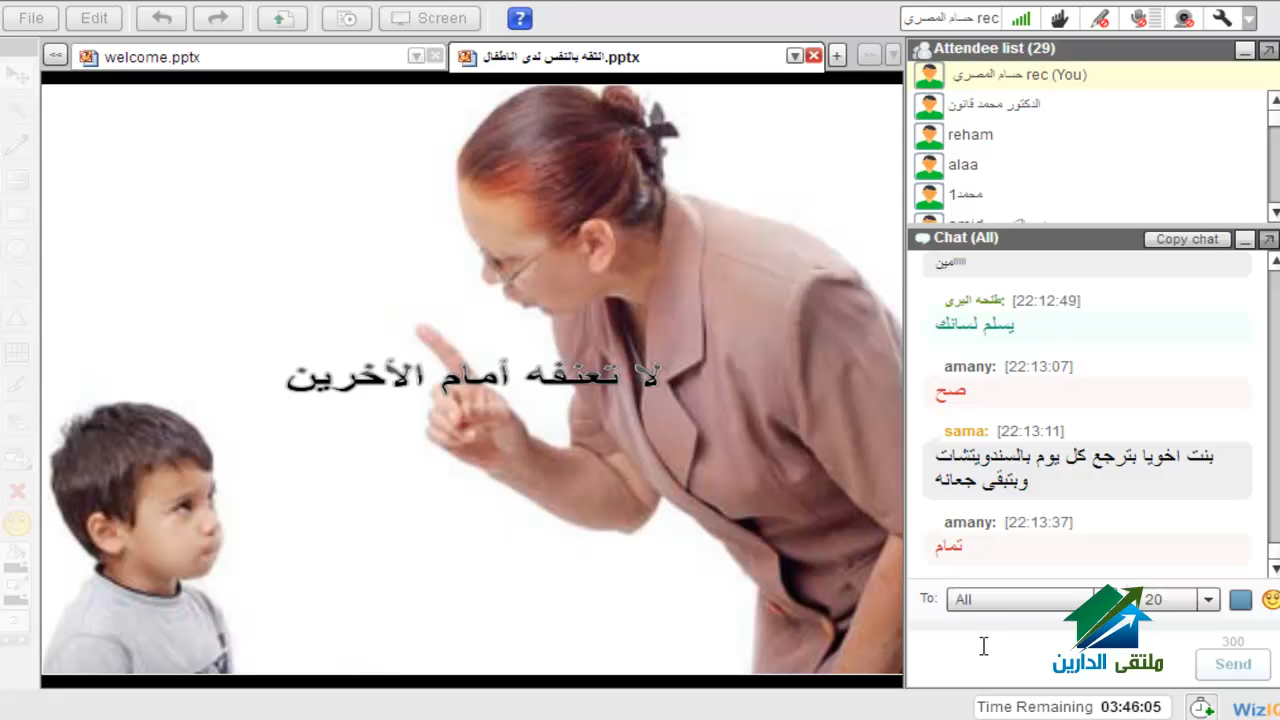 File
Edit
Screen
?
حسام المصري rec
<<
welcome.pptx
الثقه بالنفس لدى الاطفال.pptx
+
Attendee list (29)
حسام المصري rec (You)
الدكتور محمد قانون
reham
alaa
محمد1
Chat (All)
Copy chat
طلحه البرى:
[22:12:49]
يسلم لسانك
amany: [22:13:07]
صح
sama: [22:13:11]
بنت اخويا بترجع كل يوم بالسندويتشات
وبتبقى جعانه
amany: [22:13:37]
تمام
لا تعنفه أمام الأخرين
To:
All
20
300
Send
ملتقى الدارين
Time Remaining 03:46:05